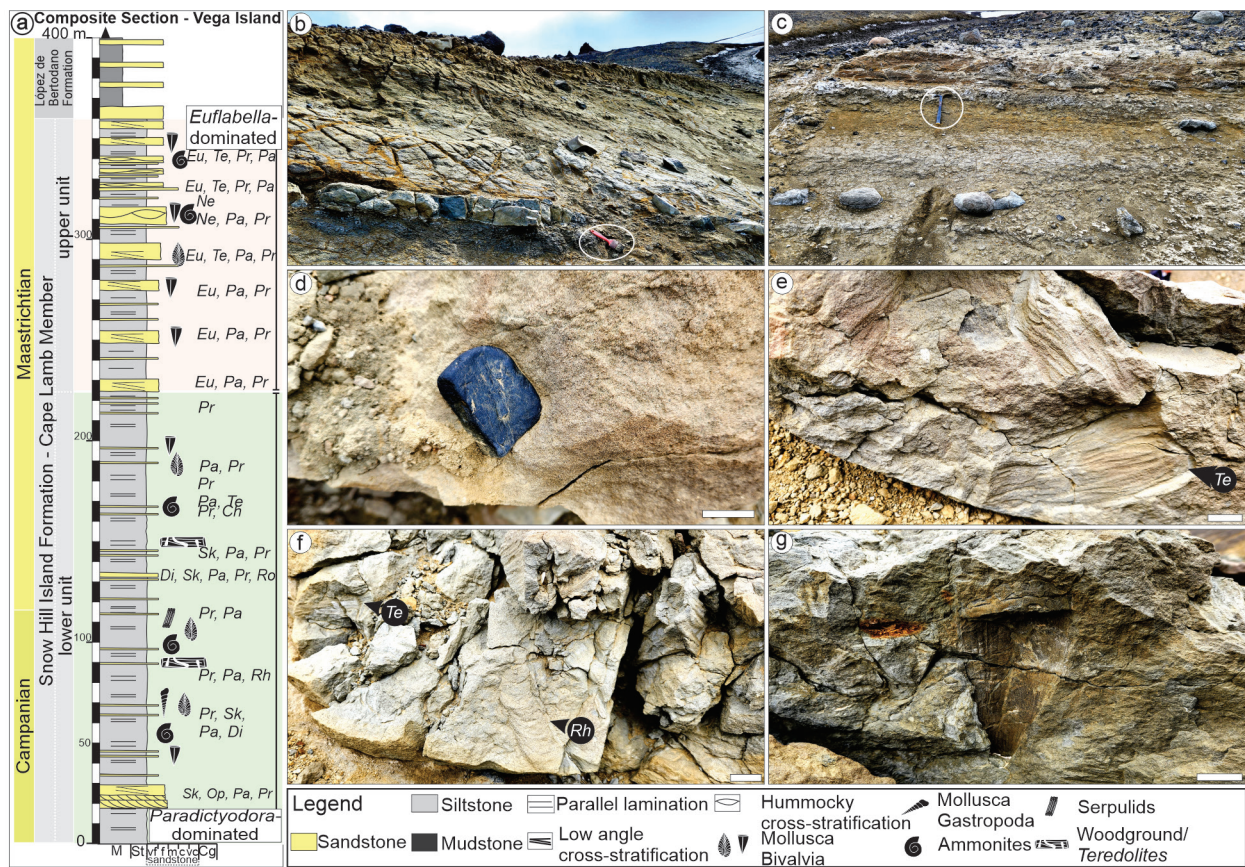 a
Composite Section - Vega Island
400 m
López de
Bertodano
Formation
Maastrichtian
Campanian
Snow Hill Island Formation - Cape Lamb Member
upper unit
lower unit
Euflabella-
dominated
Eu, Te, Pr, Pa
Eu, Te, Pr, Pa
Ne
Ne, Pa, Pr
300
Eu, Te, Pa, Pr
Eu, Pa, Pr
Eu, Pa, Pr
Eu, Pa, Pr
Pr
200
Pa, Pr
Pr
Pa, Te
Pr, Ch
Sk, Pa, Pr
Di, Sk, Pa, Pr, Ro
Pr, Pa
100
Pr, Pa, Rh
Pr, Sk,
Pa, Di
50
Sk, Op, Pa, Pr
Paradictyodora-
dominated
0
M St vf f m c vc Cg
sandstone
b
c
d
e
Te
f
Te
Rh
g
Legend
Siltstone
Sandstone
Mudstone
Parallel lamination
Low angle
cross-stratification
Hummocky
cross-stratification
Mollusca
Bivalvia
Mollusca
Gastropoda
Ammonites
Serpulids
Woodground/
Teredolites